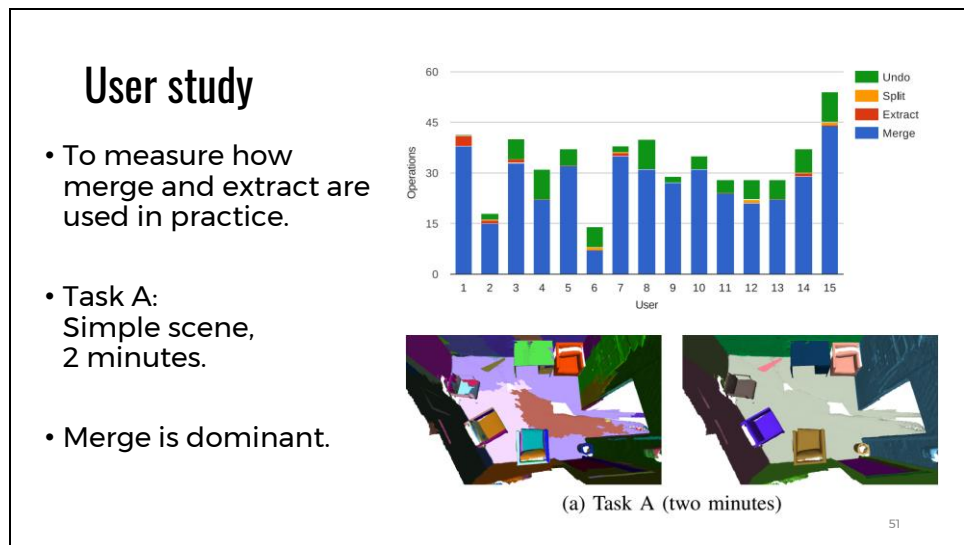 User study
• To measure how
merge and extract are
used in practice.
• Task A:
Simple scene,
2 minutes.
• Merge is dominant.
60
45
30
15
0
Operations
1 2 3 4 5 6 7 8 9 10 11 12 13 14 15
User
Undo
Split
Extract
Merge
(a) Task A (two minutes)
51